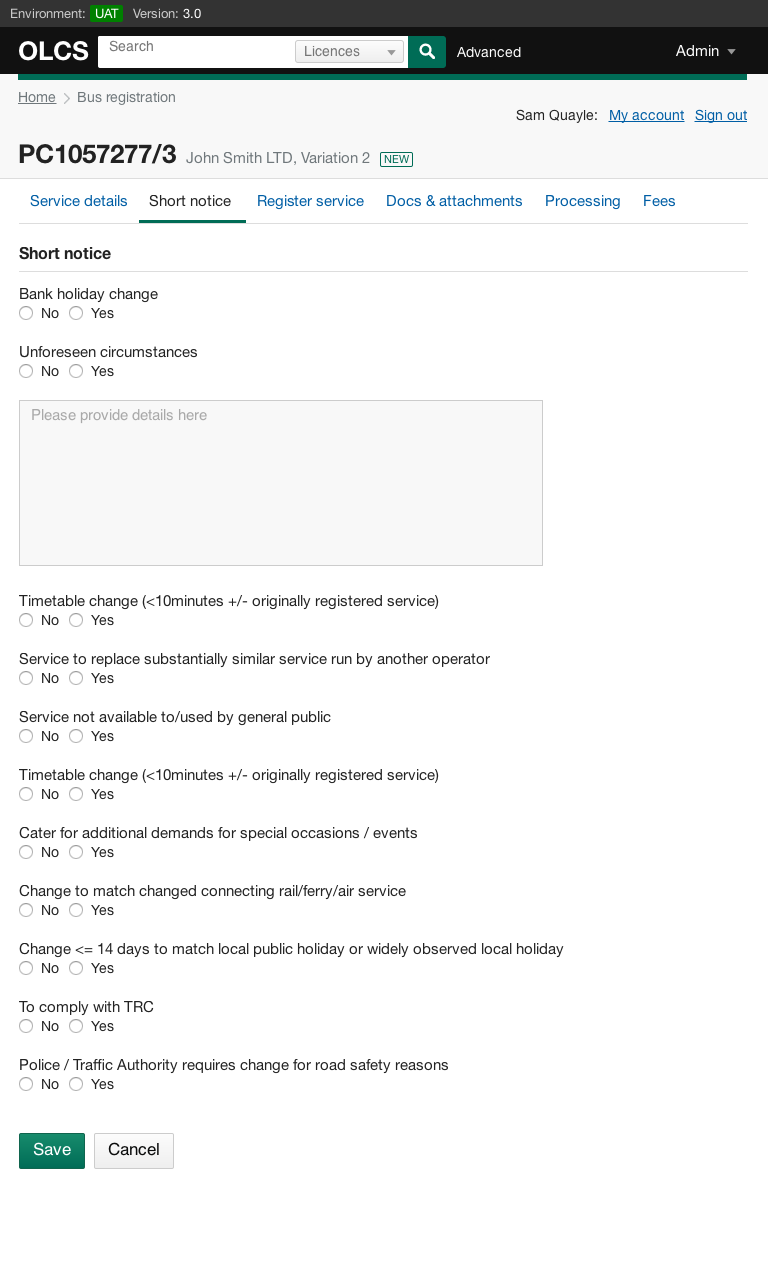 Environment: UAT Version: 3.0
OLCS Search Licences Advanced Admin
Home Bus registration
Sam Quayle: My account Sign out
PC1057277/3 John Smith LTD, Variation 2 NEW
Service details Short notice Register service Docs & attachments Processing Fees
Short notice
Bank holiday change
No Yes
Unforeseen circumstances
No Yes
Please provide details here
Timetable change (<10minutes +/- originally registered service)
No Yes
Service to replace substantially similar service run by another operator
No Yes
Service not available to/used by general public
No Yes
Timetable change (<10minutes +/- originally registered service)
No Yes
Cater for additional demands for special occasions / events
No Yes
Change to match changed connecting rail/ferry/air service
No Yes
Change <= 14 days to match local public holiday or widely observed local holiday
No Yes
To comply with TRC
No Yes
Police / Traffic Authority requires change for road safety reasons
No Yes
Save Cancel